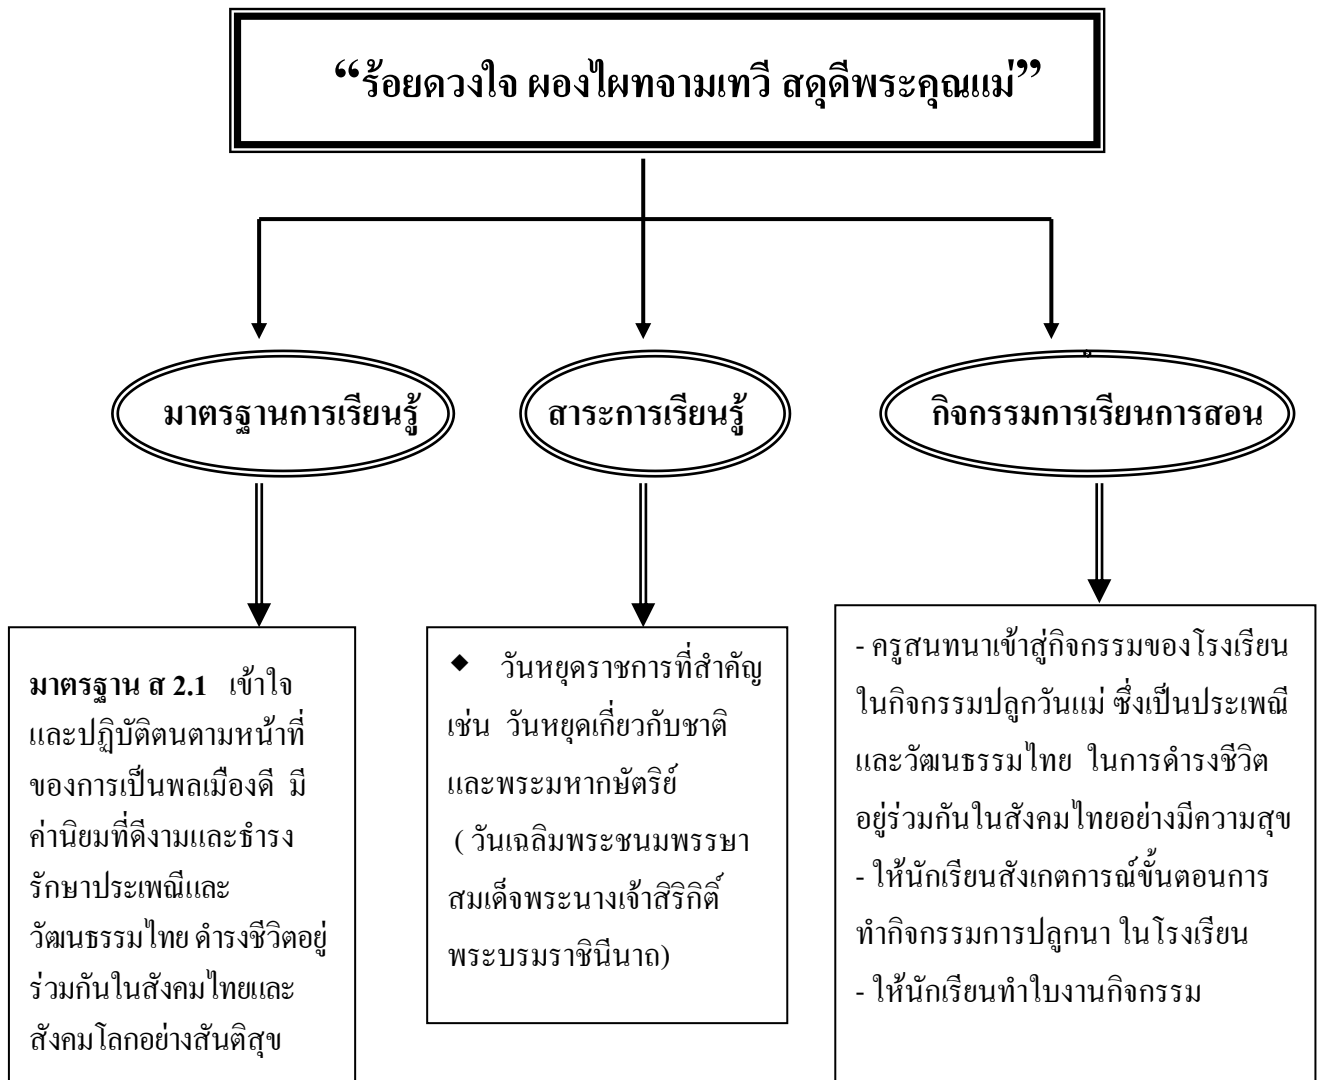 “ร้อยดวงใจ ผองไผทจามเทวี สดุดีพระคุณแม่”
มาตรฐานการเรียนรู้
สาระการเรียนรู้
กิจกรรมการเรียนการสอน
มาตรฐาน ส 2.1 เข้าใจ
และปฏิบัติตนตามหน้าที่
ของการเป็นพลเมืองดี มี
ค่านิยมที่ดีงามและธำรง
รักษาประเพณีและ
วัฒนธรรมไทย ดำรงชีวิตอยู่
ร่วมกันในสังคมไทยและ
สังคมโลกอย่างสันติสุข
◆ วันหยุดราชการที่สำคัญ
เช่น วันหยุดเกี่ยวกับชาติ
และพระมหากษัตริย์
( วันเฉลิมพระชนมพรรษา
สมเด็จพระนางเจ้าสิริกิติ์
พระบรมราชินีนาถ)
- ครูสนทนาเข้าสู่กิจกรรมของโรงเรียน
ในกิจกรรมปลูกวันแม่ ซึ่งเป็นประเพณี
และวัฒนธรรมไทย ในการดำรงชีวิต
อยู่ร่วมกันในสังคมไทยอย่างมีความสุข
- ให้นักเรียนสังเกตการณ์ขั้นตอนการ
ทำกิจกรรมการปลูกนา ในโรงเรียน
- ให้นักเรียนทำใบงานกิจกรรม